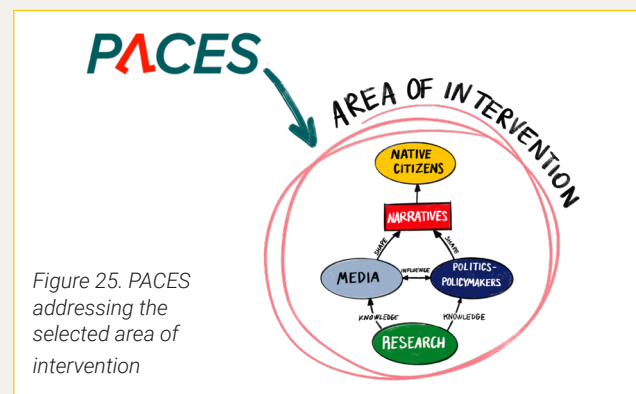 PACES
AREA OF INTERVENTION
NATIVE
CITIZENS
NARRATIVES
SHAPE
SHAPE
MEDIA
INFLUENCE
POLITICS-
POLICYMAKERS
KNOWLEDGE
KNOWLEDGE
RESEARCH
Figure 25. PACES
addressing the
selected area of
intervention